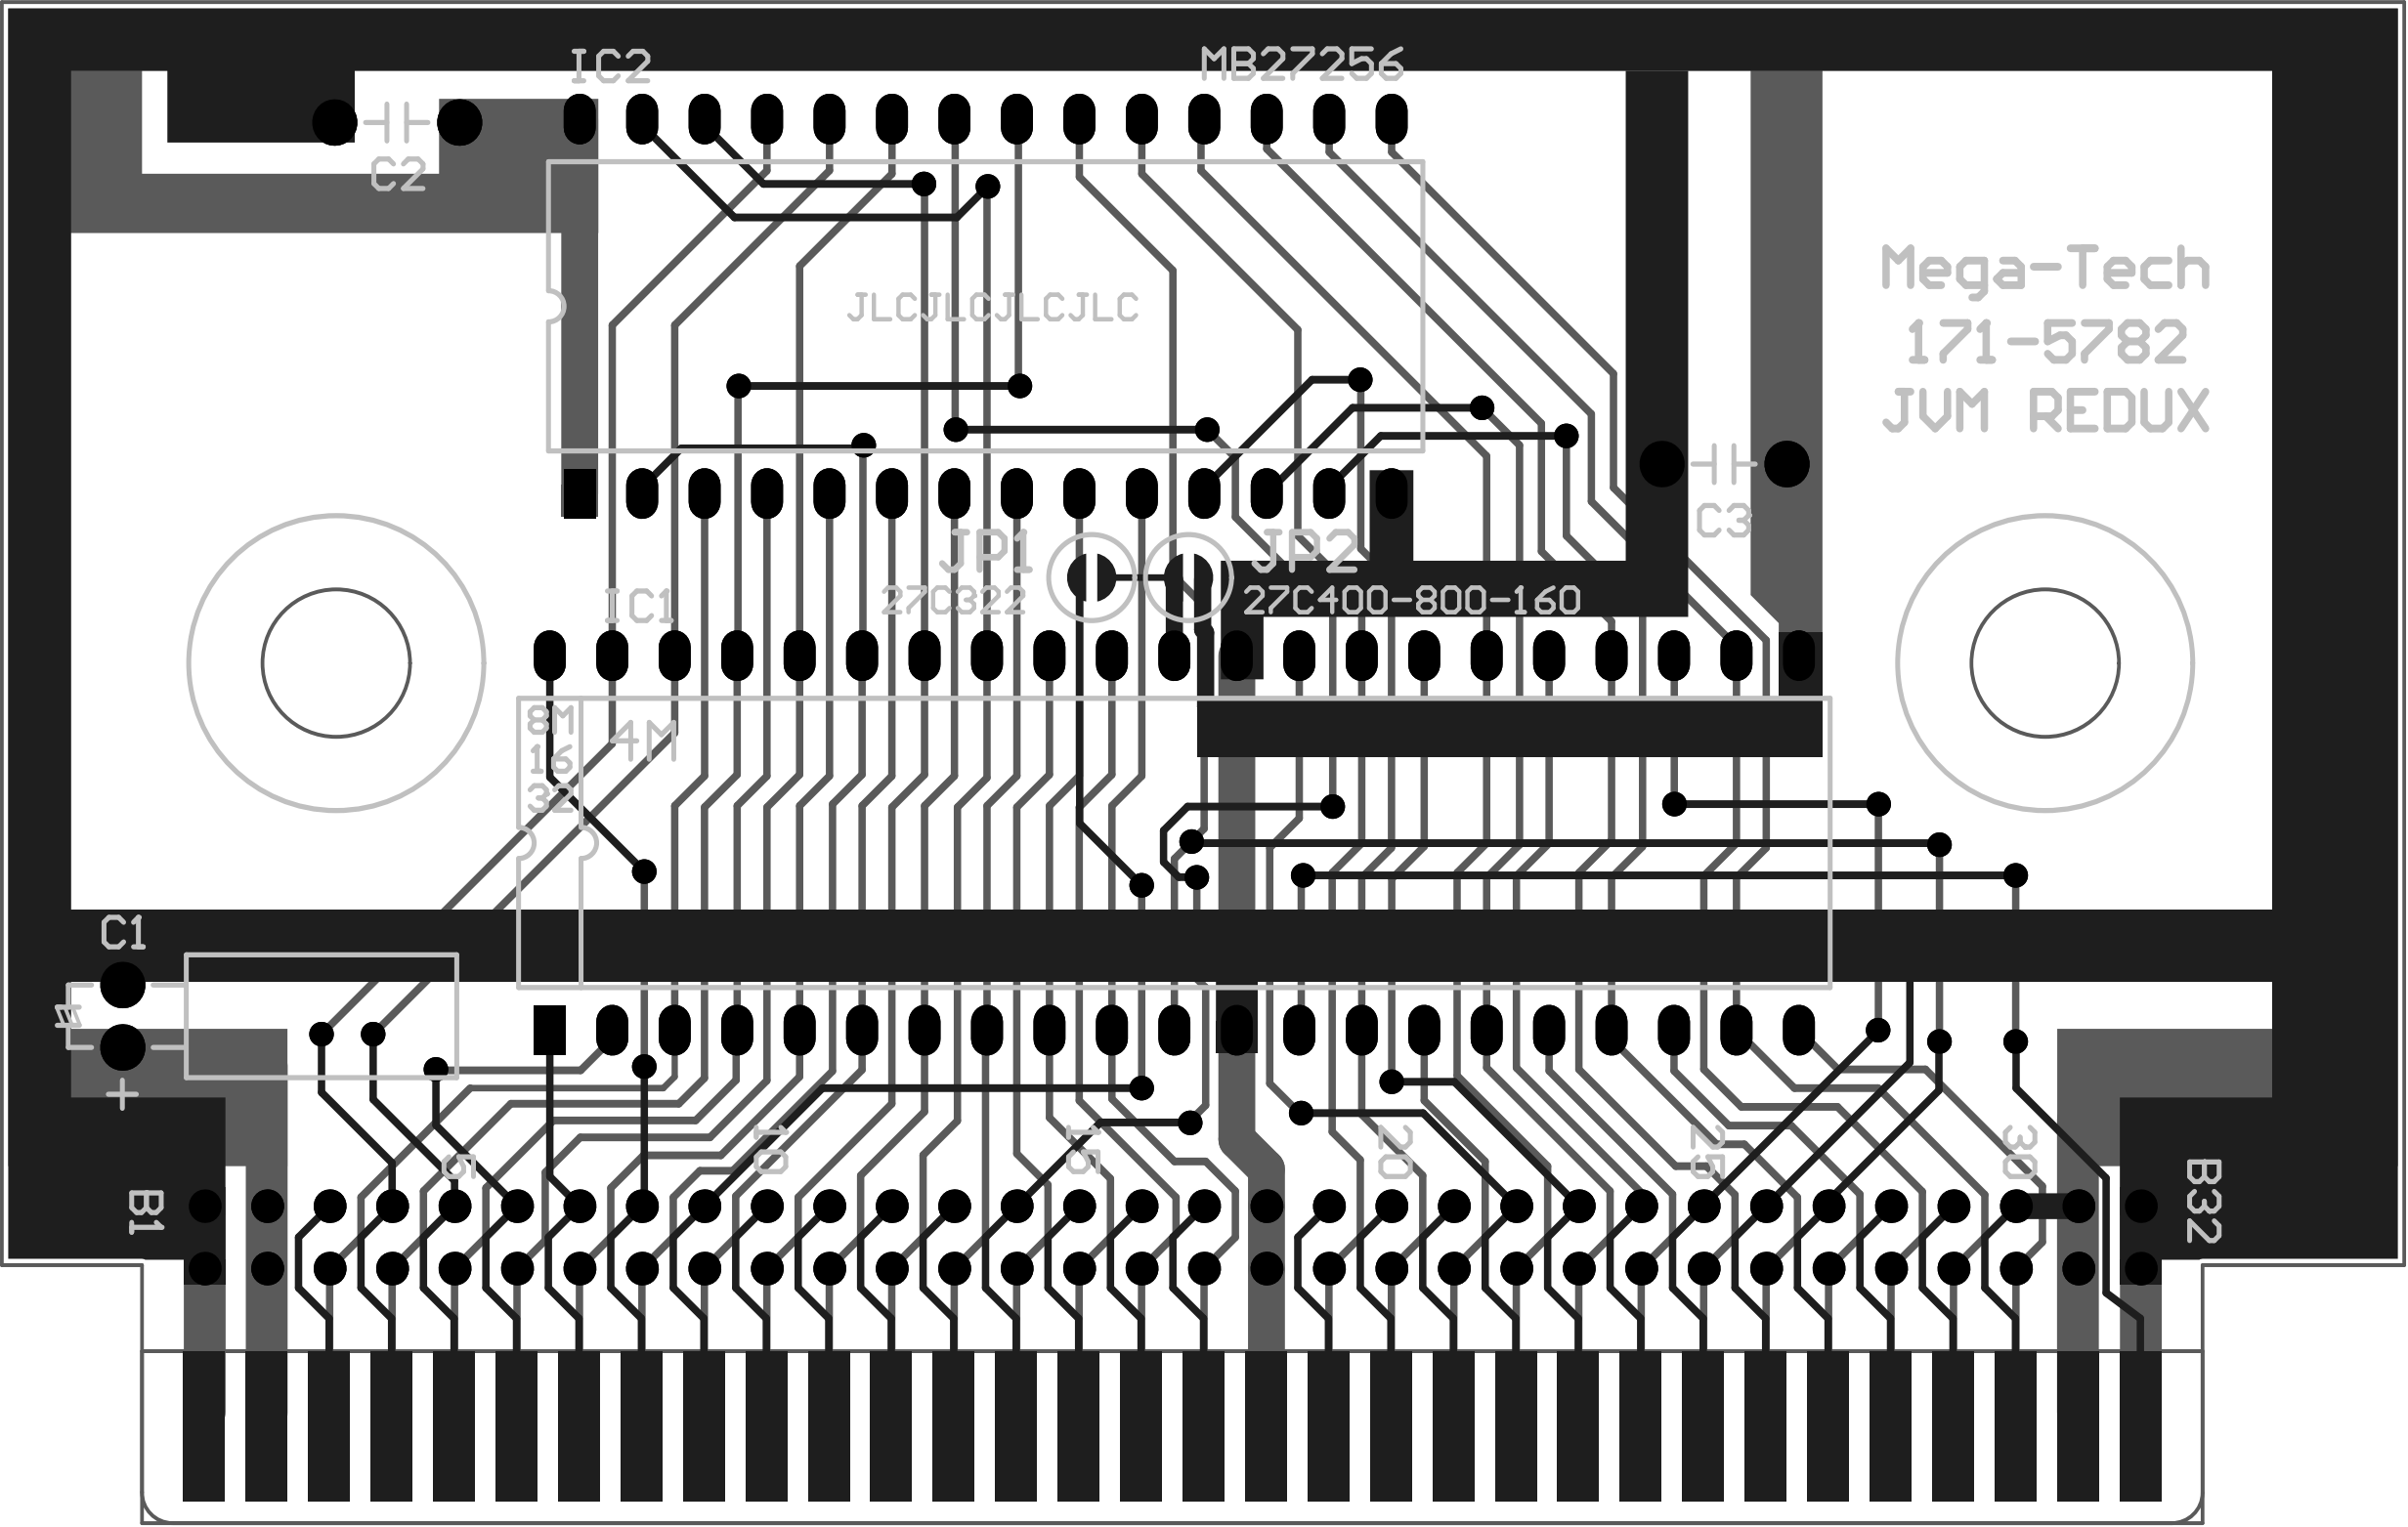 IC2
MB27256
C2
Mega-Tech
171-5782
JVM REDUX
JLCJLCJLCJLC
C3
JP1
JP2
27C322
27C400-800-160
IC1
8M
16
32
4M
C1
+
5
10
15
20
25
30
B1
B32